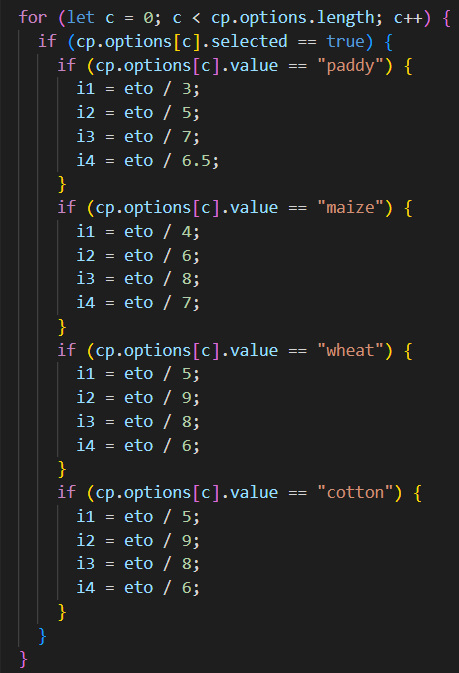 for (let c = 0; c < cp.options.length; c++) {
  if (cp.options[c].selected == true) {
    if (cp.options[c].value == "paddy") {
      i1 = eto / 3;
      i2 = eto / 5;
      i3 = eto / 7;
      i4 = eto / 6.5;
    }
    if (cp.options[c].value == "maize") {
      i1 = eto / 4;
      i2 = eto / 6;
      i3 = eto / 8;
      i4 = eto / 7;
    }
    if (cp.options[c].value == "wheat") {
      i1 = eto / 5;
      i2 = eto / 9;
      i3 = eto / 8;
      i4 = eto / 6;
    }
    if (cp.options[c].value == "cotton") {
      i1 = eto / 5;
      i2 = eto / 9;
      i3 = eto / 8;
      i4 = eto / 6;
    }
  }
}